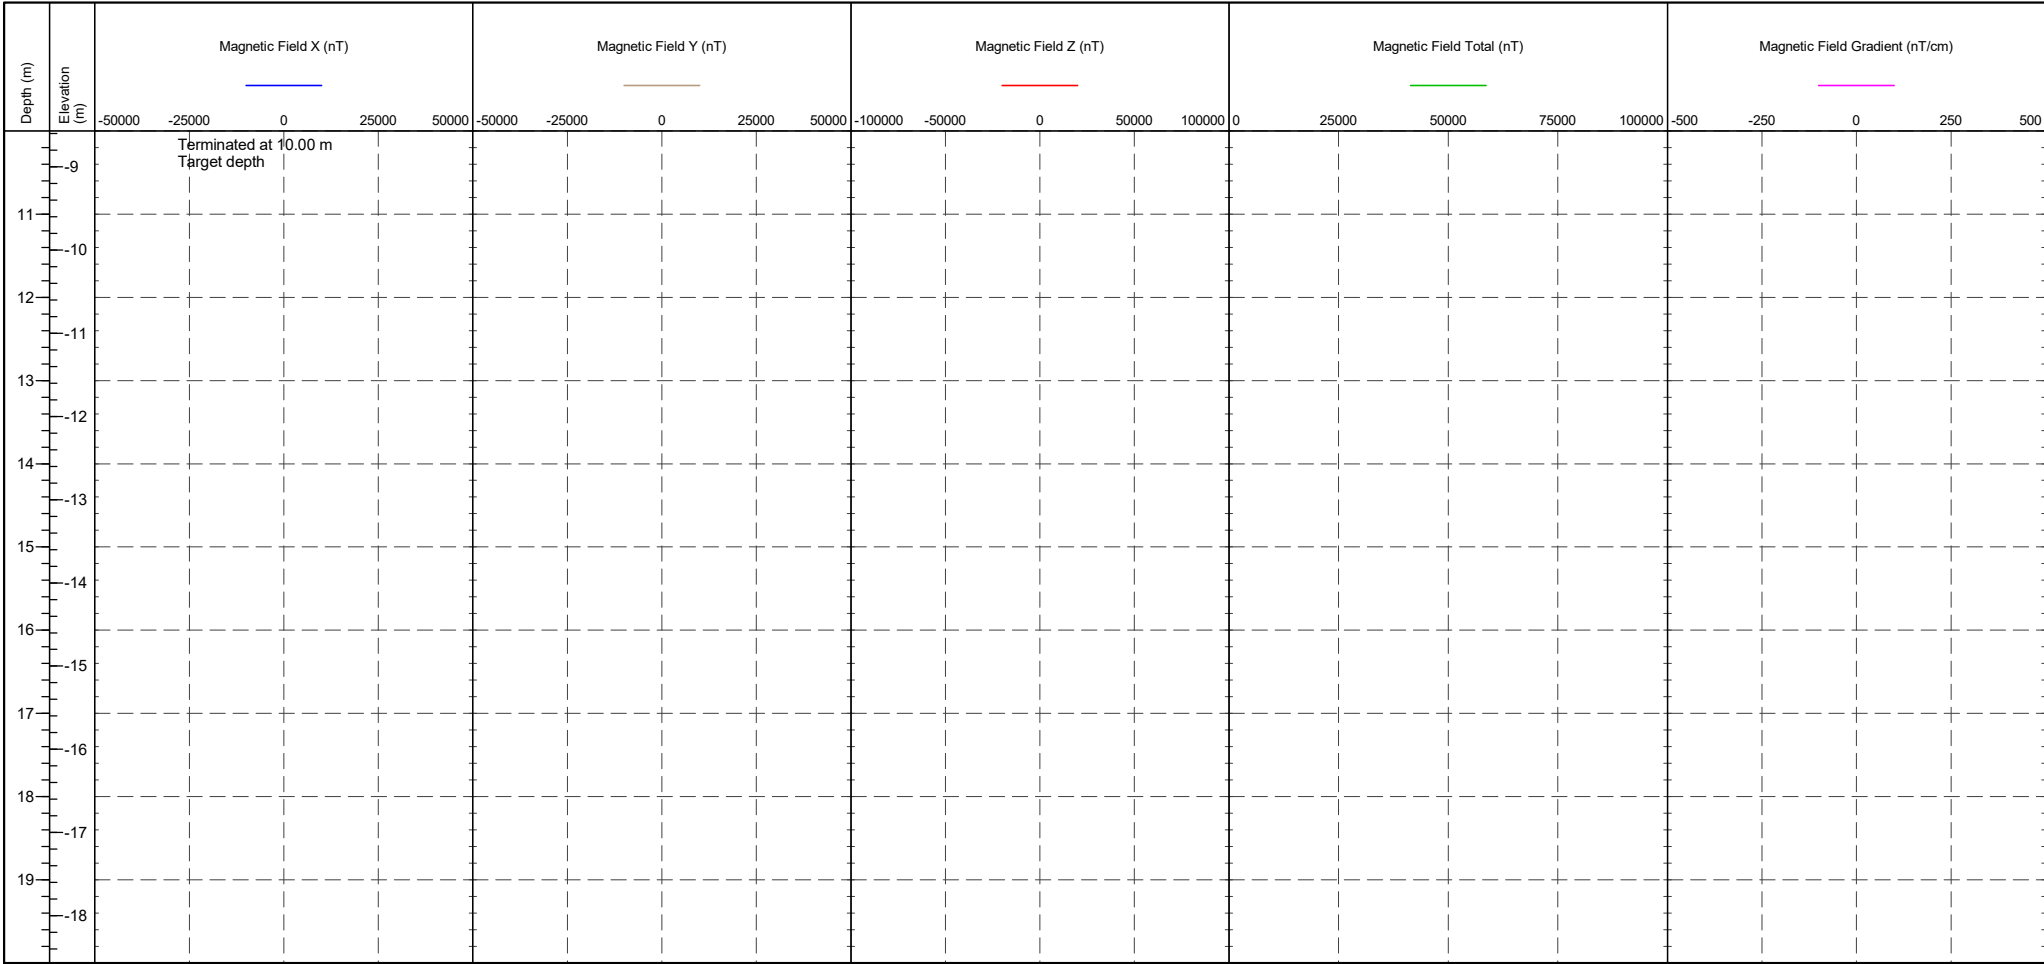 Depth (m)
Elevation
(m)
Magnetic Field X (nT)
-50000 -25000 0 25000 50000
Magnetic Field Y (nT)
-50000 -25000 0 25000 50000
Magnetic Field Z (nT)
-100000 -50000 0 50000 100000
Magnetic Field Total (nT)
0 25000 50000 75000 100000
Magnetic Field Gradient (nT/cm)
-500 -250 0 250 500
Terminated at 10.00 m
Target depth
-9
11
-10
12
-11
13
-12
14
-13
15
-14
16
-15
17
-16
18
-17
19
-18